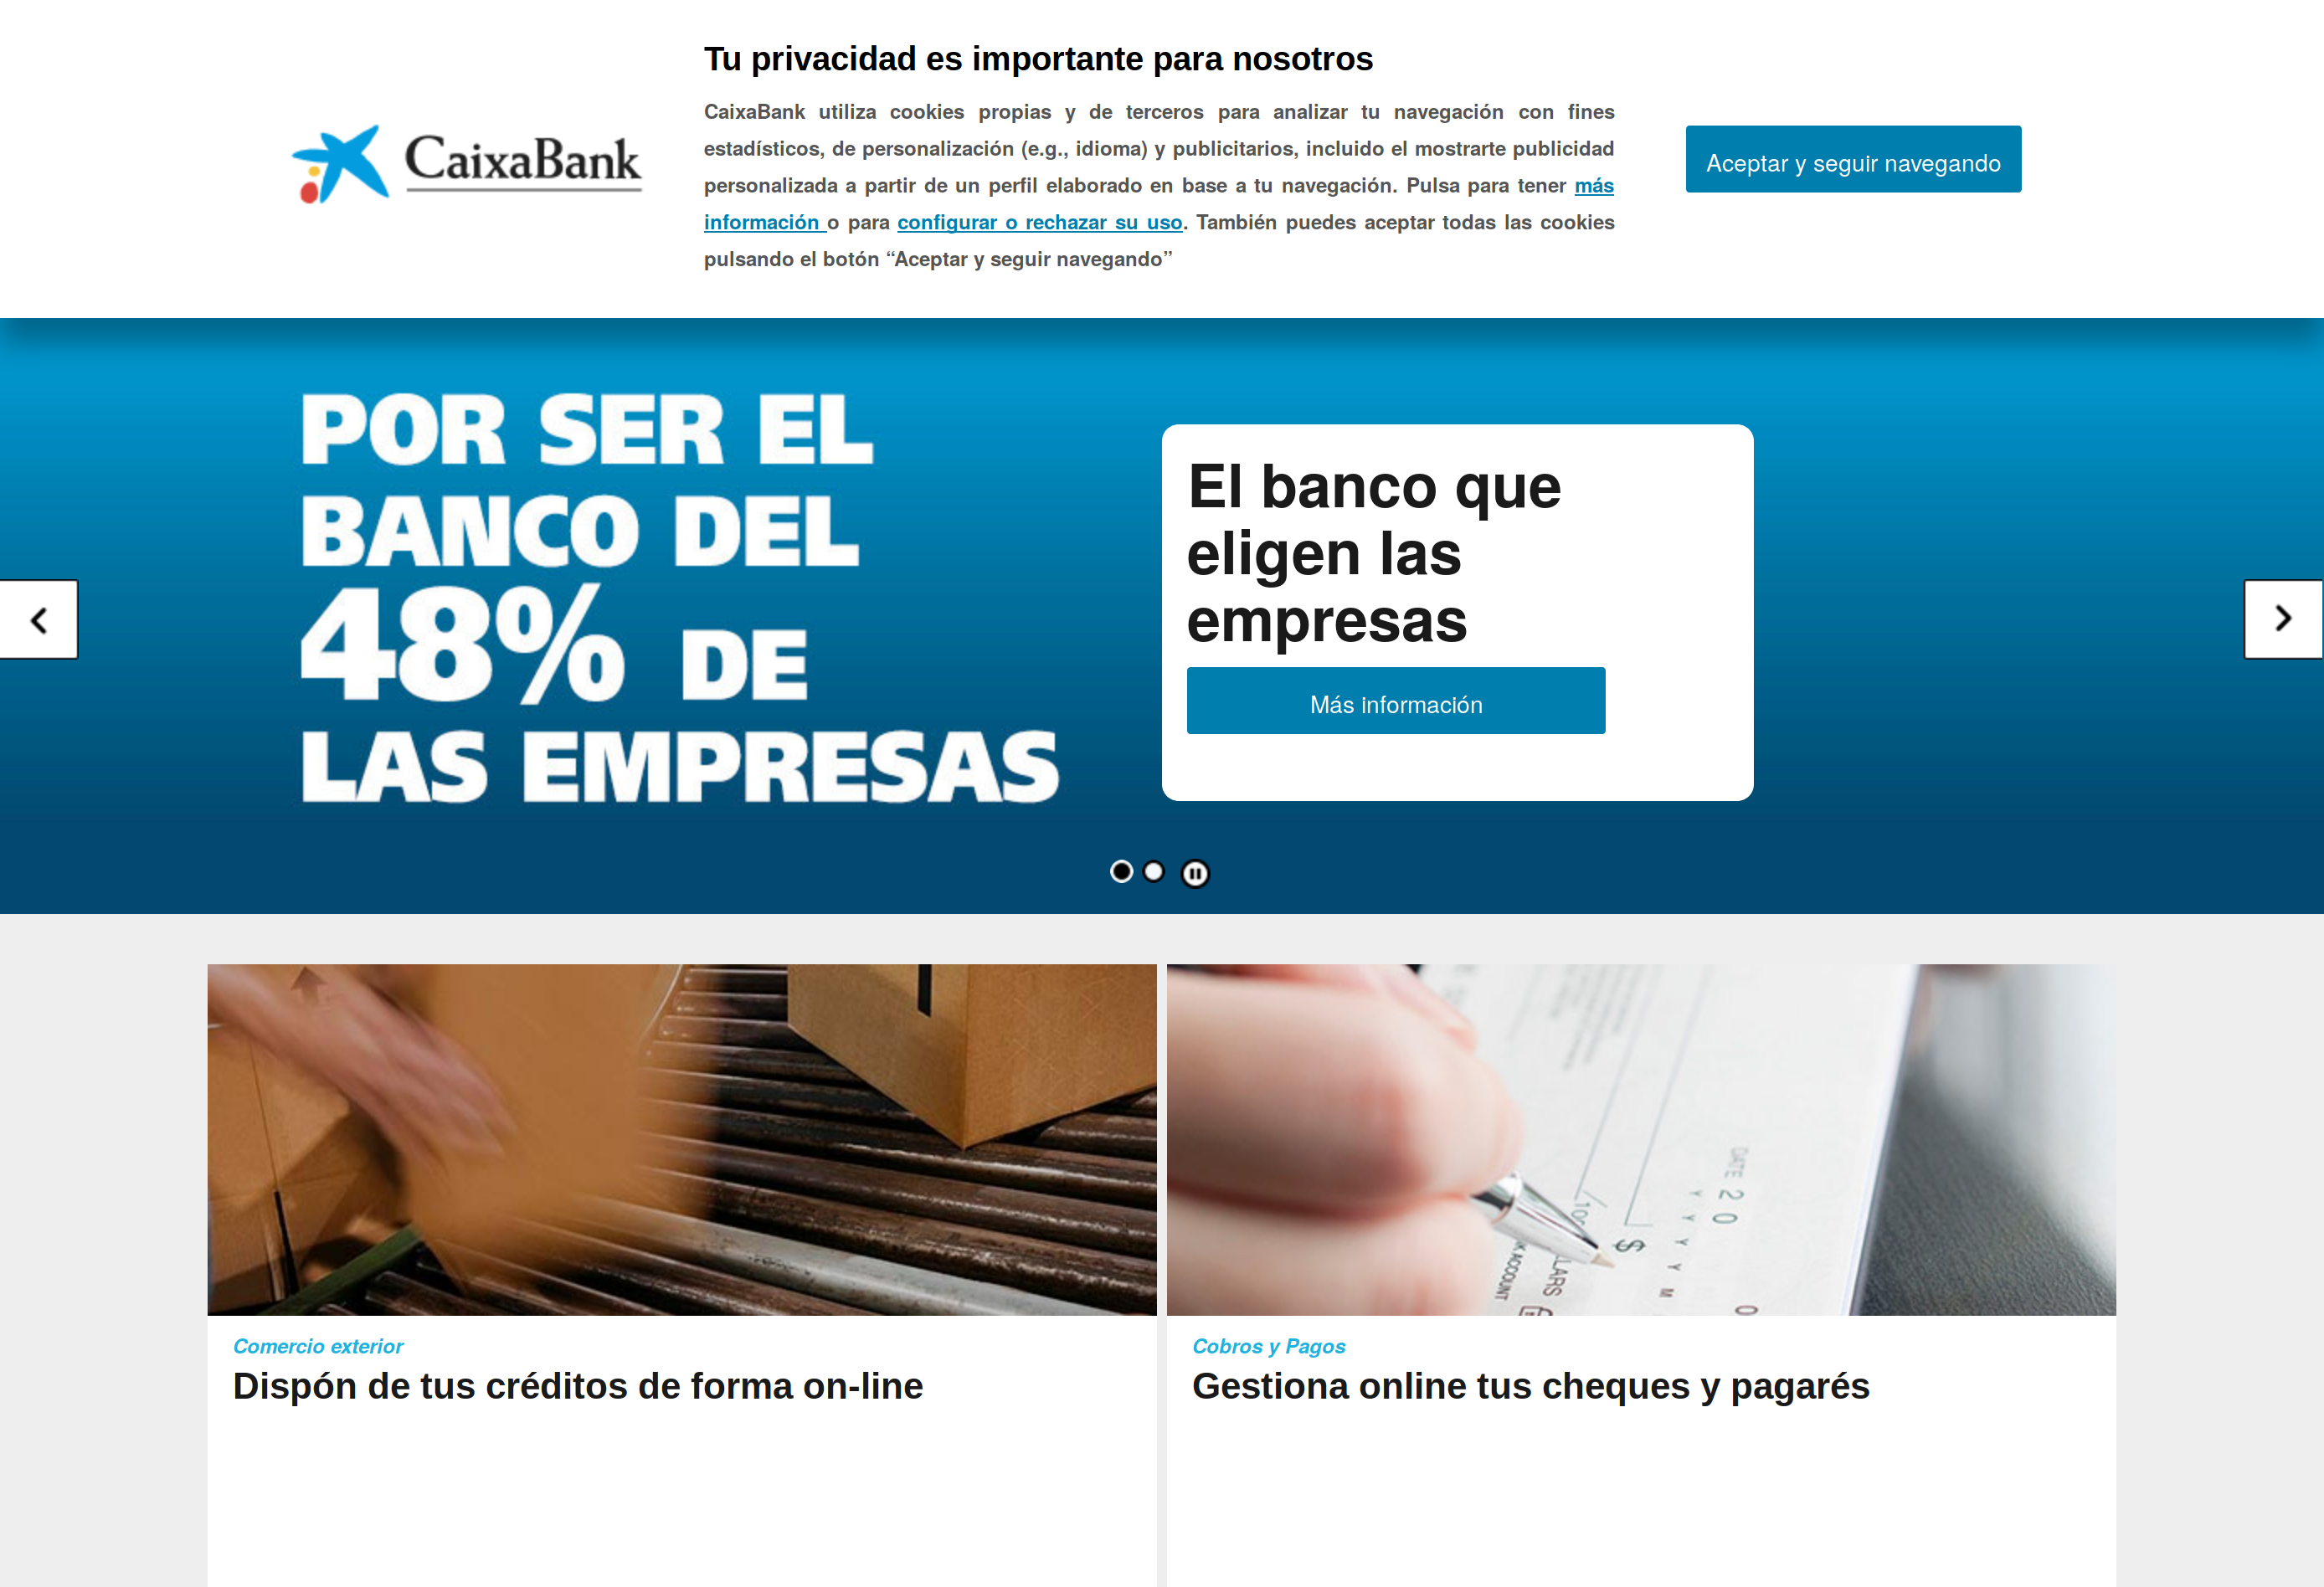 Tu privacidad es importante para nosotros
CaixaBank
CaixaBank utiliza cookies propias y de terceros para analizar tu navegación con fines
estadísticos, de personalización (e.g., idioma) y publicitarios, incluido el mostrarte publicidad
personalizada a partir de un perfil elaborado en base a tu navegación. Pulsa para tener más
información o para configurar o rechazar su uso. También puedes aceptar todas las cookies
pulsando el botón “Aceptar y seguir navegando”
Aceptar y seguir navegando
POR SER EL
BANCO DEL
48% DE
LAS EMPRESAS
El banco que
eligen las
empresas
Más información
DATE 20
Y Y Y Y M
$
/100
LARS
ACCOUNT
Comercio exterior
Dispón de tus créditos de forma on-line
Cobros y Pagos
Gestiona online tus cheques y pagarés